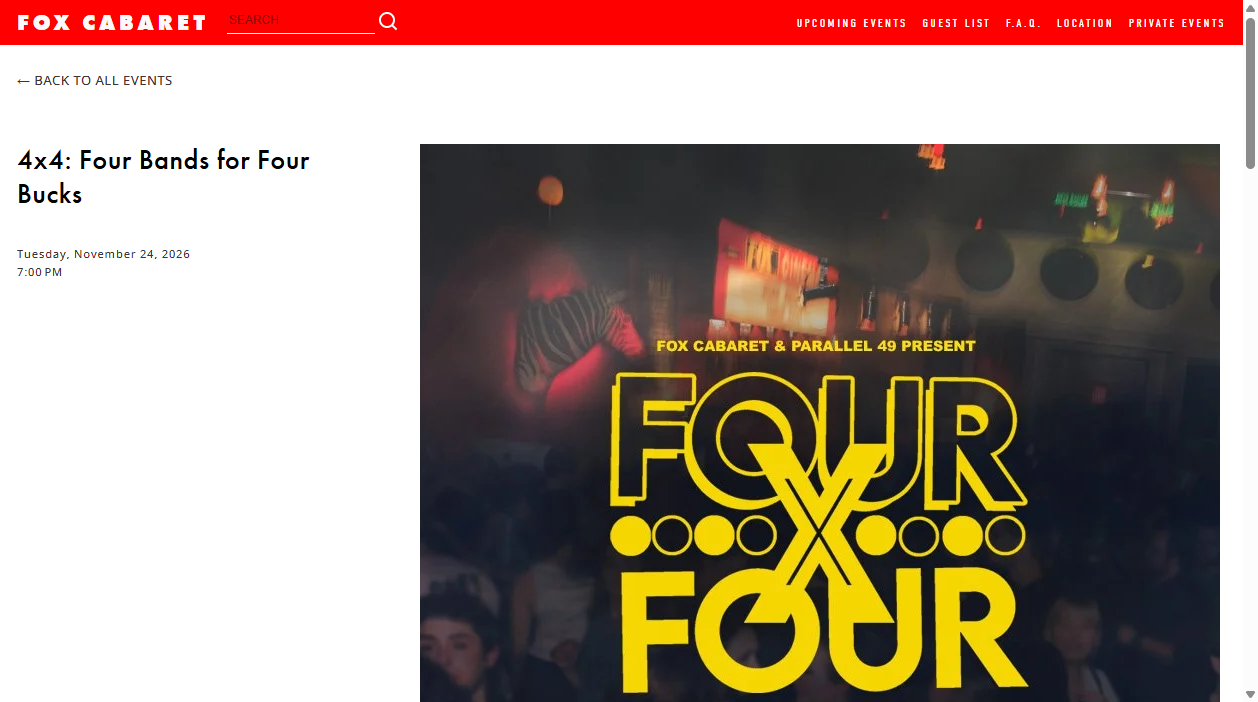 FOX CABARET
SEARCH
UPCOMING EVENTS GUEST LIST F.A.Q. LOCATION PRIVATE EVENTS
← BACK TO ALL EVENTS
4x4: Four Bands for Four
Bucks
Tuesday, November 24, 2026
7:00 PM
FOX CABARET & PARALLEL 49 PRESENT
FOUR
X
FOUR